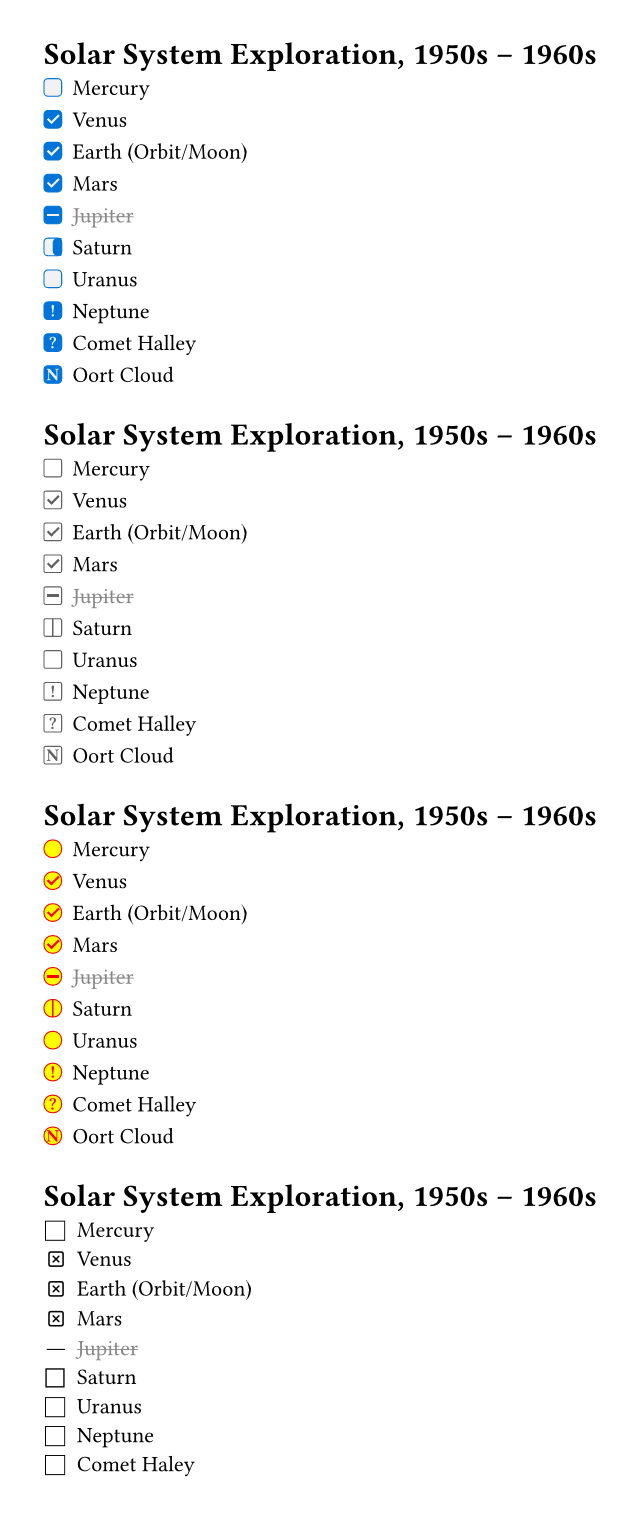 Solar System Exploration, 1950s – 1960s
Mercury
Venus
Earth (Orbit/Moon)
Mars
Jupiter
Saturn
Uranus
! Neptune
? Comet Halley
N Oort Cloud
Solar System Exploration, 1950s – 1960s
Mercury
Venus
Earth (Orbit/Moon)
Mars
Jupiter
Saturn
Uranus
! Neptune
? Comet Halley
N Oort Cloud
Solar System Exploration, 1950s – 1960s
Mercury
Venus
Earth (Orbit/Moon)
Mars
Jupiter
Saturn
Uranus
! Neptune
? Comet Halley
N Oort Cloud
Solar System Exploration, 1950s – 1960s
Mercury
Venus
Earth (Orbit/Moon)
Mars
Jupiter
Saturn
Uranus
Neptune
Comet Haley